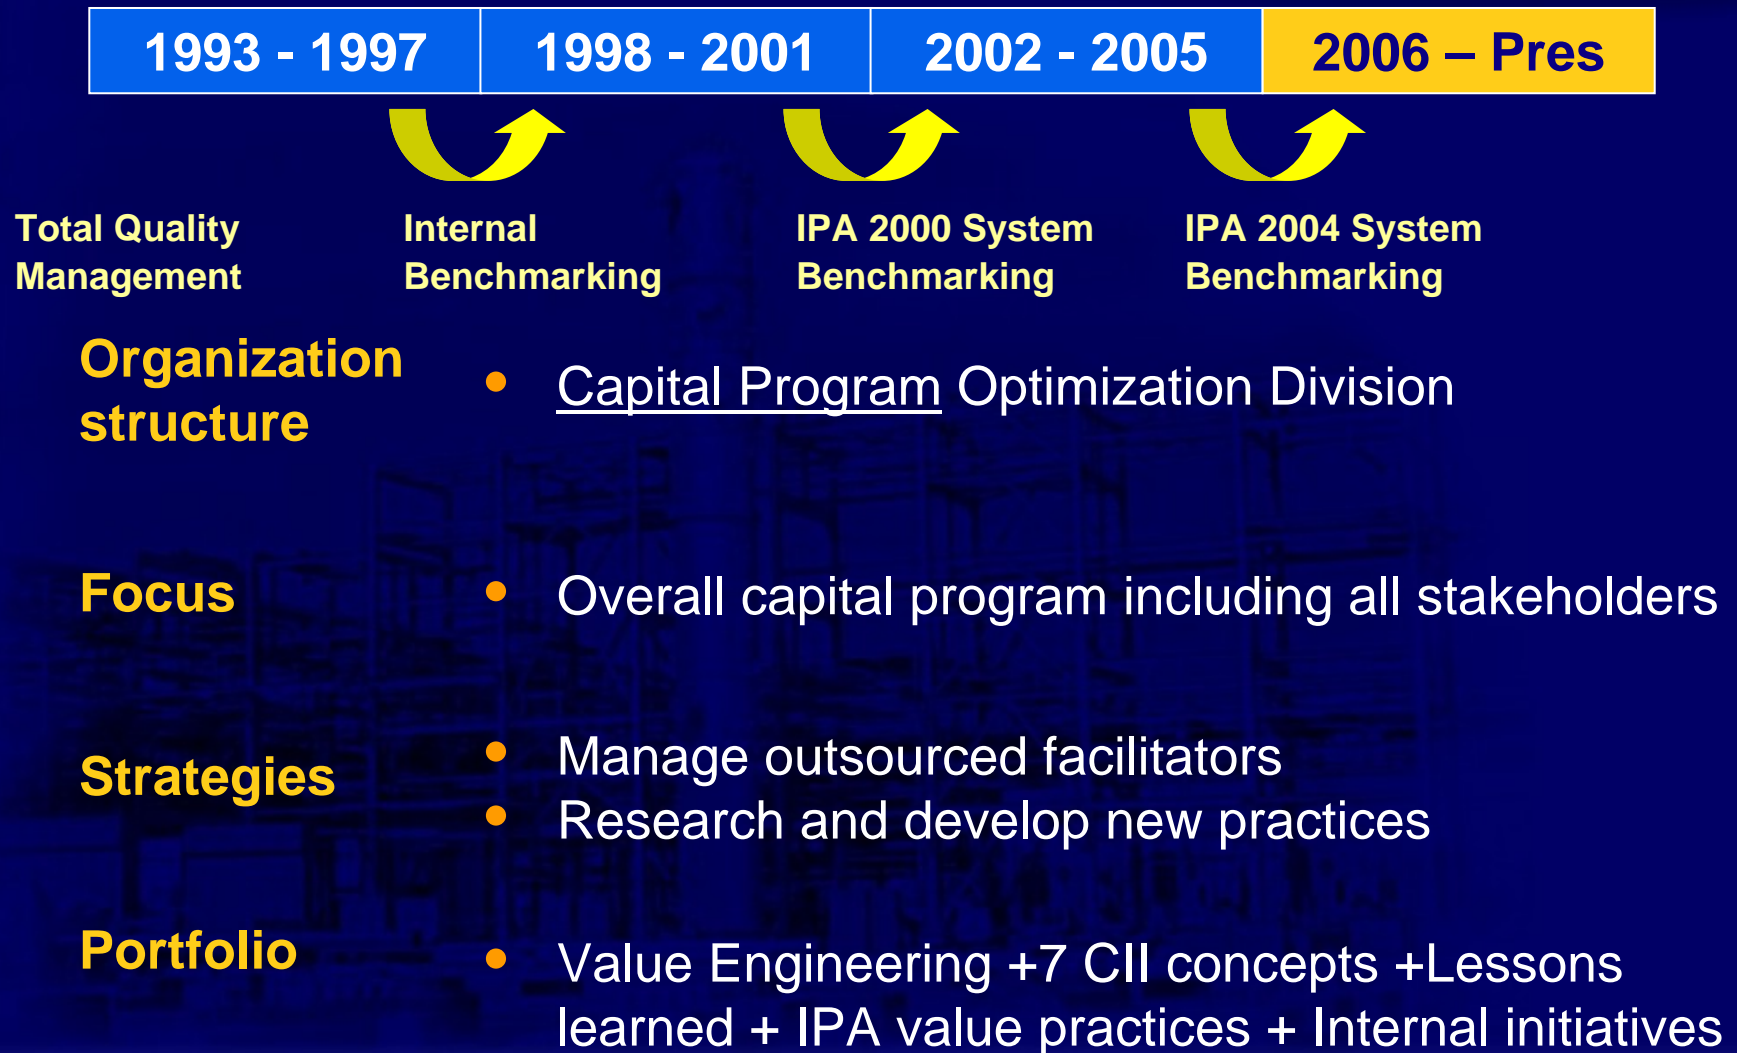 1993 - 1997
1998 - 2001
2002 - 2005
2006 – Pres
Total Quality
Management
Internal
Benchmarking
IPA 2000 System
Benchmarking
IPA 2004 System
Benchmarking
Organization
structure
• Capital Program Optimization Division
Focus
• Overall capital program including all stakeholders
Strategies
• Manage outsourced facilitators
• Research and develop new practices
Portfolio
• Value Engineering +7 CII concepts +Lessons
learned + IPA value practices + Internal initiatives